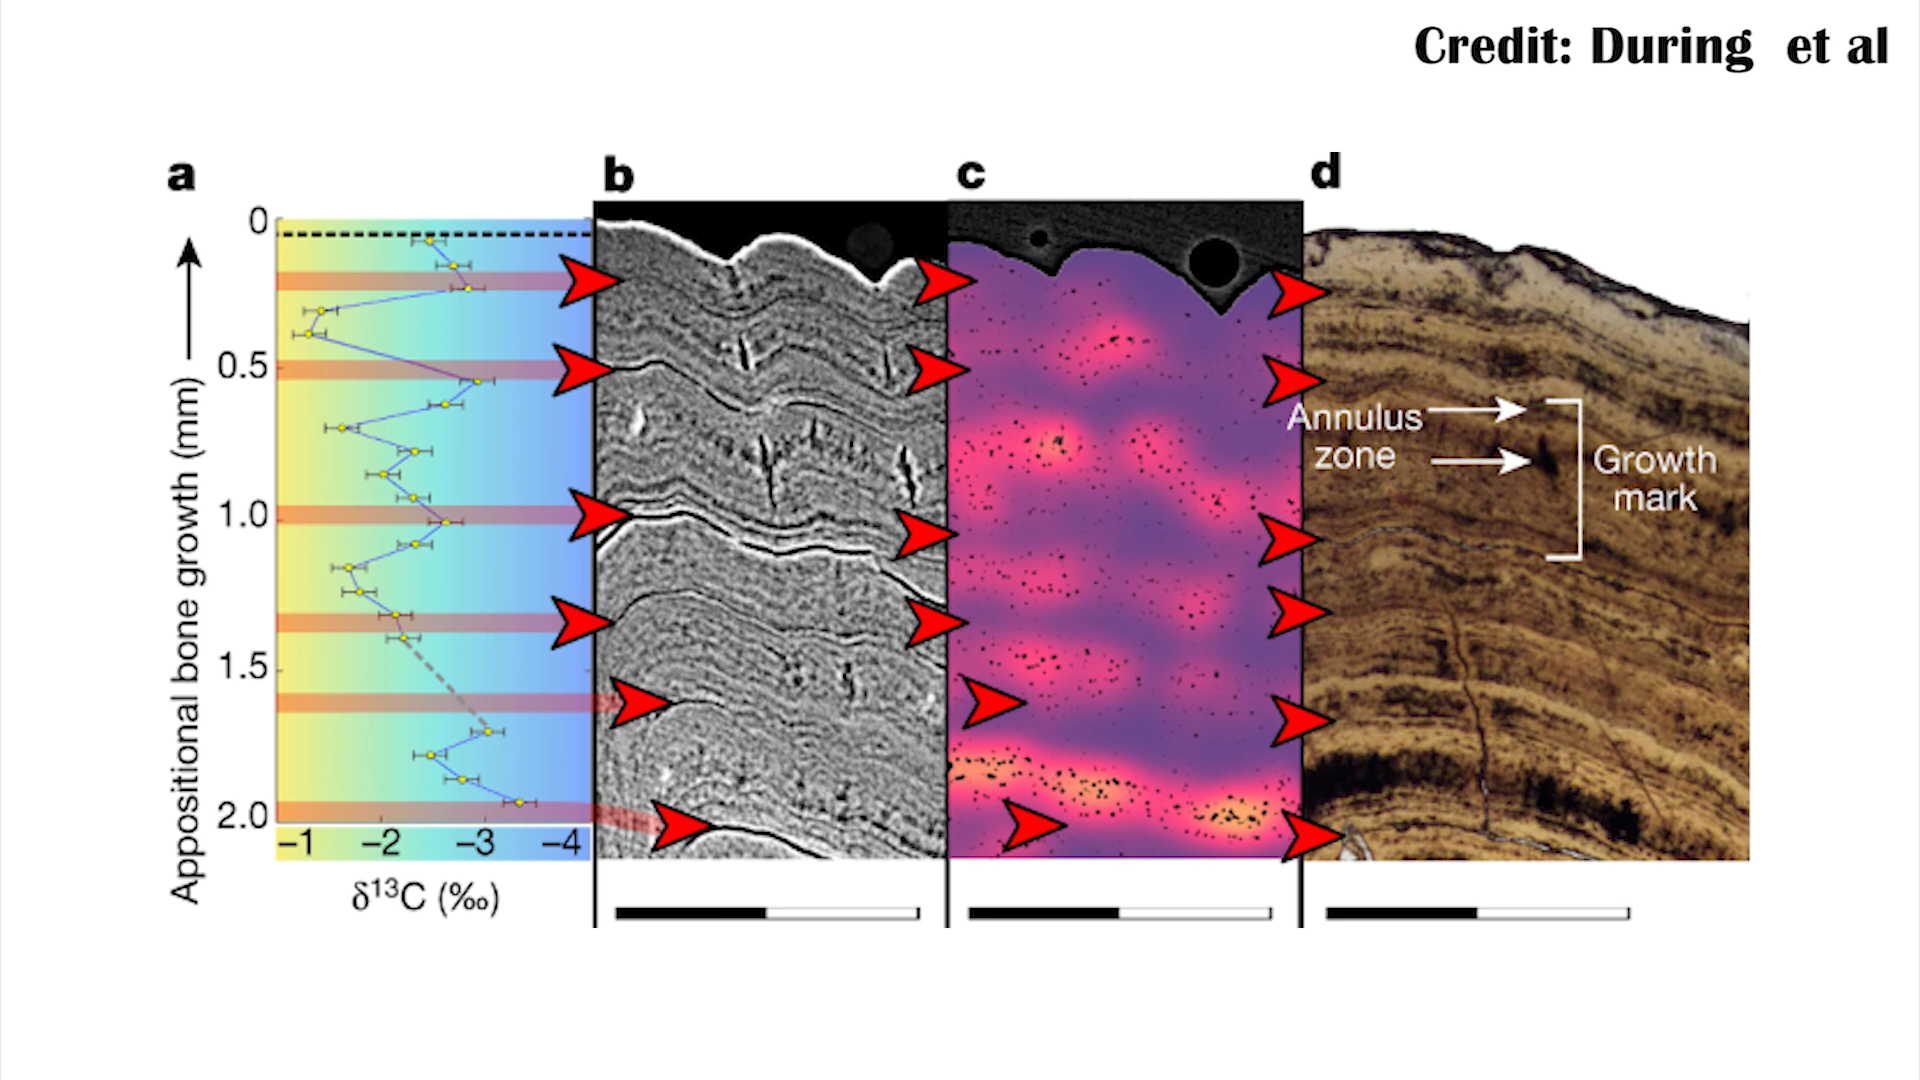 Credit: During et al
a
b
c
d
Appositional bone growth (mm)
0
0.5
1.0
1.5
2.0
–1
–2
–3
–4
δ13C (‰)
Annulus
zone
Growth
mark